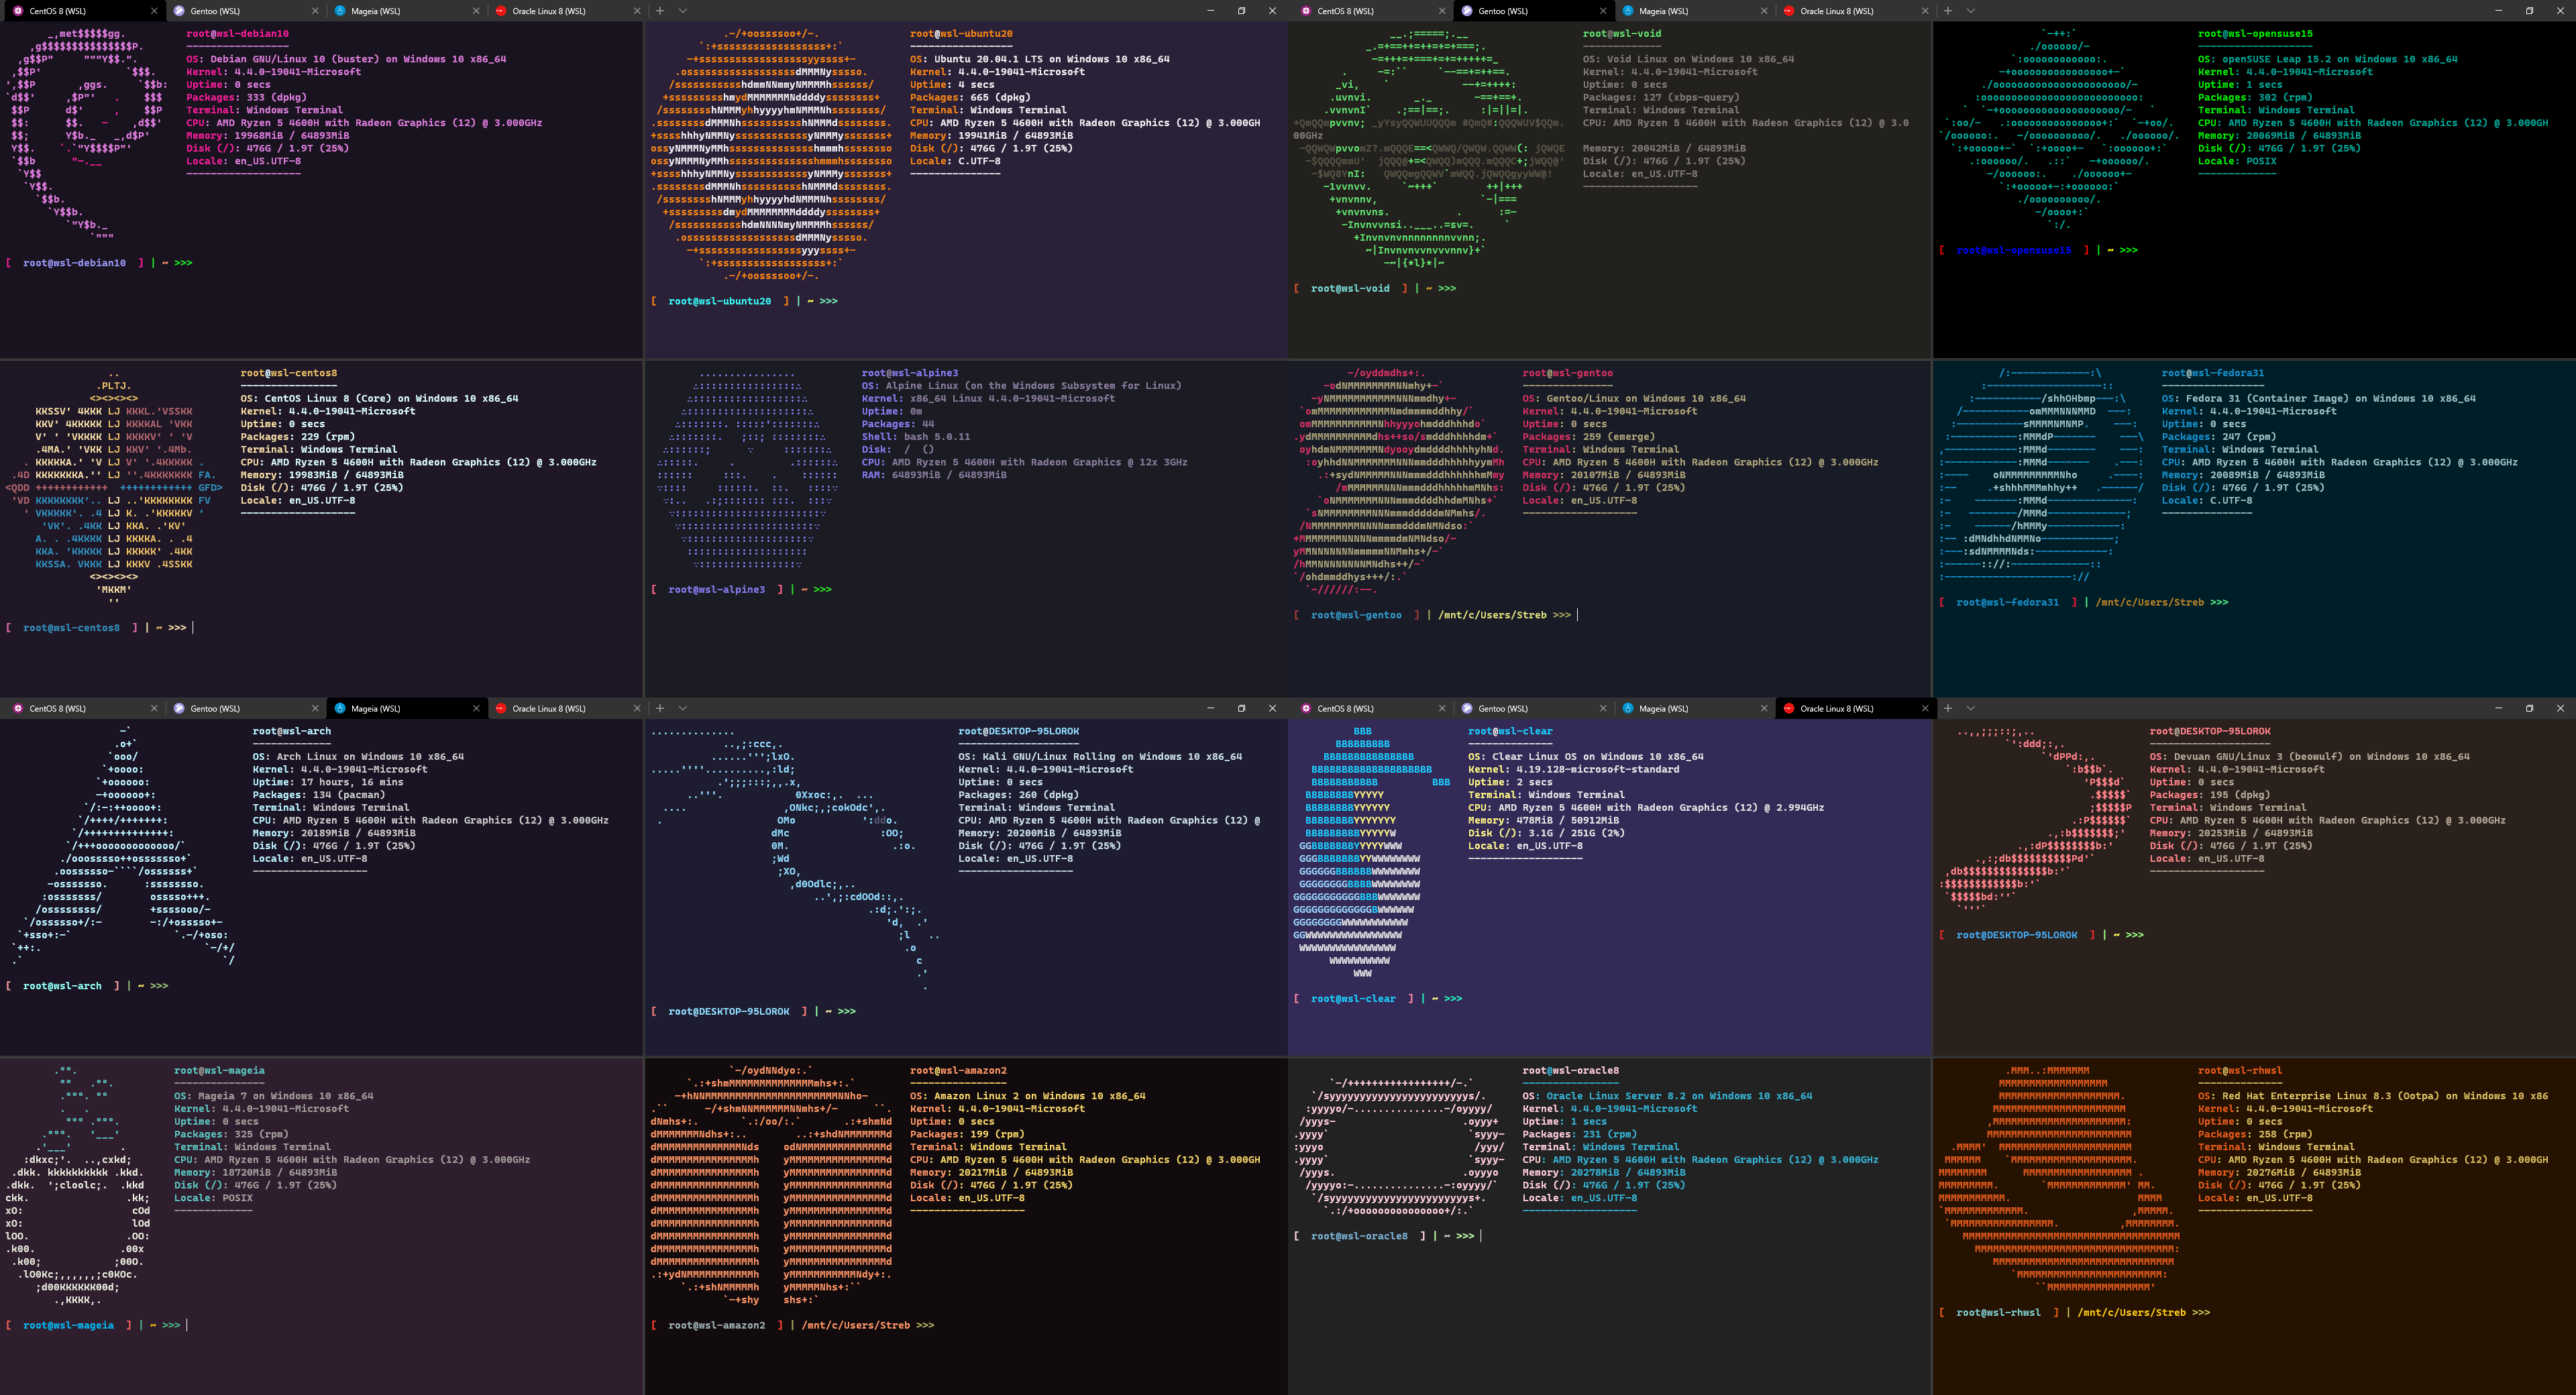 CentOS 8 (WSL)
Gentoo (WSL)
Mageia (WSL)
Oracle Linux 8 (WSL)
root@wsl-debian10
OS: Debian GNU/Linux 10 (buster) on Windows 10 x86_64
Kernel: 4.4.0-19041-Microsoft
Uptime: 0 secs
Packages: 333 (dpkg)
Terminal: Windows Terminal
CPU: AMD Ryzen 5 4600H with Radeon Graphics (12) @ 3.000GHz
Memory: 19968MiB / 64893MiB
Disk (/): 476G / 1.9T (25%)
Locale: en_US.UTF-8
[ root@wsl-debian10 ] | ~ >>>
root@wsl-ubuntu20
OS: Ubuntu 20.04.1 LTS on Windows 10 x86_64
Kernel: 4.4.0-19041-Microsoft
Uptime: 4 secs
Packages: 665 (dpkg)
Terminal: Windows Terminal
CPU: AMD Ryzen 5 4600H with Radeon Graphics (12) @ 3.000GH
Memory: 19941MiB / 64893MiB
Disk (/): 476G / 1.9T (25%)
Locale: C.UTF-8
[ root@wsl-ubuntu20 ] | ~ >>>
root@wsl-centos8
OS: CentOS Linux 8 (Core) on Windows 10 x86_64
Kernel: 4.4.0-19041-Microsoft
Uptime: 0 secs
Packages: 229 (rpm)
Terminal: Windows Terminal
CPU: AMD Ryzen 5 4600H with Radeon Graphics (12) @ 3.000GHz
Memory: 19983MiB / 64893MiB
Disk (/): 476G / 1.9T (25%)
Locale: en_US.UTF-8
[ root@wsl-centos8 ] | ~ >>>
root@wsl-alpine3
OS: Alpine Linux (on the Windows Subsystem for Linux)
Kernel: x86_64 Linux 4.4.0-19041-Microsoft
Uptime: 0m
Packages: 44
Shell: bash 5.0.11
Disk: / ()
CPU: AMD Ryzen 5 4600H with Radeon Graphics @ 12x 3GHz
RAM: 64893MiB / 64893MiB
[ root@wsl-alpine3 ] | ~ >>>
CentOS 8 (WSL)
Gentoo (WSL)
Mageia (WSL)
Oracle Linux 8 (WSL)
root@wsl-void
OS: Void Linux on Windows 10 x86_64
Kernel: 4.4.0-19041-Microsoft
Uptime: 0 secs
Packages: 127 (xbps-query)
Terminal: Windows Terminal
CPU: AMD Ryzen 5 4600H with Radeon Graphics (12) @ 3.0
00GHz
Memory: 20042MiB / 64893MiB
Disk (/): 476G / 1.9T (25%)
Locale: en_US.UTF-8
[ root@wsl-void ] | ~ >>>
root@wsl-opensuse15
OS: openSUSE Leap 15.2 on Windows 10 x86_64
Kernel: 4.4.0-19041-Microsoft
Uptime: 1 secs
Packages: 302 (rpm)
Terminal: Windows Terminal
CPU: AMD Ryzen 5 4600H with Radeon Graphics (12) @ 3.000GH
Memory: 20069MiB / 64893MiB
Disk (/): 476G / 1.9T (25%)
Locale: POSIX
[ root@wsl-opensuse15 ] | ~ >>>
root@wsl-gentoo
OS: Gentoo/Linux on Windows 10 x86_64
Kernel: 4.4.0-19041-Microsoft
Uptime: 0 secs
Packages: 259 (emerge)
Terminal: Windows Terminal
CPU: AMD Ryzen 5 4600H with Radeon Graphics (12) @ 3.000GHz
Memory: 20107MiB / 64893MiB
Disk (/): 476G / 1.9T (25%)
Locale: en_US.UTF-8
[ root@wsl-gentoo ] | /mnt/c/Users/Streb >>>
root@wsl-fedora31
OS: Fedora 31 (Container Image) on Windows 10 x86_64
Kernel: 4.4.0-19041-Microsoft
Uptime: 0 secs
Packages: 247 (rpm)
Terminal: Windows Terminal
CPU: AMD Ryzen 5 4600H with Radeon Graphics (12) @ 3.000GHz
Memory: 20089MiB / 64893MiB
Disk (/): 476G / 1.9T (25%)
Locale: C.UTF-8
[ root@wsl-fedora31 ] | /mnt/c/Users/Streb >>>
CentOS 8 (WSL)
Gentoo (WSL)
Mageia (WSL)
Oracle Linux 8 (WSL)
root@wsl-arch
OS: Arch Linux on Windows 10 x86_64
Kernel: 4.4.0-19041-Microsoft
Uptime: 17 hours, 16 mins
Packages: 134 (pacman)
Terminal: Windows Terminal
CPU: AMD Ryzen 5 4600H with Radeon Graphics (12) @ 3.000GHz
Memory: 20189MiB / 64893MiB
Disk (/): 476G / 1.9T (25%)
Locale: en_US.UTF-8
[ root@wsl-arch ] | ~ >>>
root@DESKTOP-95LOROK
OS: Kali GNU/Linux Rolling on Windows 10 x86_64
Kernel: 4.4.0-19041-Microsoft
Uptime: 0 secs
Packages: 260 (dpkg)
Terminal: Windows Terminal
CPU: AMD Ryzen 5 4600H with Radeon Graphics (12) @
Memory: 20200MiB / 64893MiB
Disk (/): 476G / 1.9T (25%)
Locale: en_US.UTF-8
[ root@DESKTOP-95LOROK ] | ~ >>>
root@wsl-mageia
OS: Mageia 7 on Windows 10 x86_64
Kernel: 4.4.0-19041-Microsoft
Uptime: 0 secs
Packages: 325 (rpm)
Terminal: Windows Terminal
CPU: AMD Ryzen 5 4600H with Radeon Graphics (12) @ 3.000GHz
Memory: 18720MiB / 64893MiB
Disk (/): 476G / 1.9T (25%)
Locale: POSIX
[ root@wsl-mageia ] | ~ >>>
root@wsl-amazon2
OS: Amazon Linux 2 on Windows 10 x86_64
Kernel: 4.4.0-19041-Microsoft
Uptime: 0 secs
Packages: 199 (rpm)
Terminal: Windows Terminal
CPU: AMD Ryzen 5 4600H with Radeon Graphics (12) @ 3.000GH
Memory: 20217MiB / 64893MiB
Disk (/): 476G / 1.9T (25%)
Locale: en_US.UTF-8
[ root@wsl-amazon2 ] | /mnt/c/Users/Streb >>>
CentOS 8 (WSL)
Gentoo (WSL)
Mageia (WSL)
Oracle Linux 8 (WSL)
root@wsl-clear
OS: Clear Linux OS on Windows 10 x86_64
Kernel: 4.19.128-microsoft-standard
Uptime: 2 secs
Terminal: Windows Terminal
CPU: AMD Ryzen 5 4600H with Radeon Graphics (12) @ 2.994GHz
Memory: 478MiB / 50912MiB
Disk (/): 3.1G / 251G (2%)
Locale: en_US.UTF-8
[ root@wsl-clear ] | ~ >>>
root@DESKTOP-95LOROK
OS: Devuan GNU/Linux 3 (beowulf) on Windows 10 x86_64
Kernel: 4.4.0-19041-Microsoft
Uptime: 0 secs
Packages: 195 (dpkg)
Terminal: Windows Terminal
CPU: AMD Ryzen 5 4600H with Radeon Graphics (12) @ 3.000GHz
Memory: 20253MiB / 64893MiB
Disk (/): 476G / 1.9T (25%)
Locale: en_US.UTF-8
[ root@DESKTOP-95LOROK ] | ~ >>>
root@wsl-oracle8
OS: Oracle Linux Server 8.2 on Windows 10 x86_64
Kernel: 4.4.0-19041-Microsoft
Uptime: 1 secs
Packages: 231 (rpm)
Terminal: Windows Terminal
CPU: AMD Ryzen 5 4600H with Radeon Graphics (12) @ 3.000GHz
Memory: 20278MiB / 64893MiB
Disk (/): 476G / 1.9T (25%)
Locale: en_US.UTF-8
[ root@wsl-oracle8 ] | ~ >>>
root@wsl-rhwsl
OS: Red Hat Enterprise Linux 8.3 (Ootpa) on Windows 10 x86
Kernel: 4.4.0-19041-Microsoft
Uptime: 0 secs
Packages: 258 (rpm)
Terminal: Windows Terminal
CPU: AMD Ryzen 5 4600H with Radeon Graphics (12) @ 3.000GH
Memory: 20276MiB / 64893MiB
Disk (/): 476G / 1.9T (25%)
Locale: en_US.UTF-8
[ root@wsl-rhwsl ] | /mnt/c/Users/Streb >>>